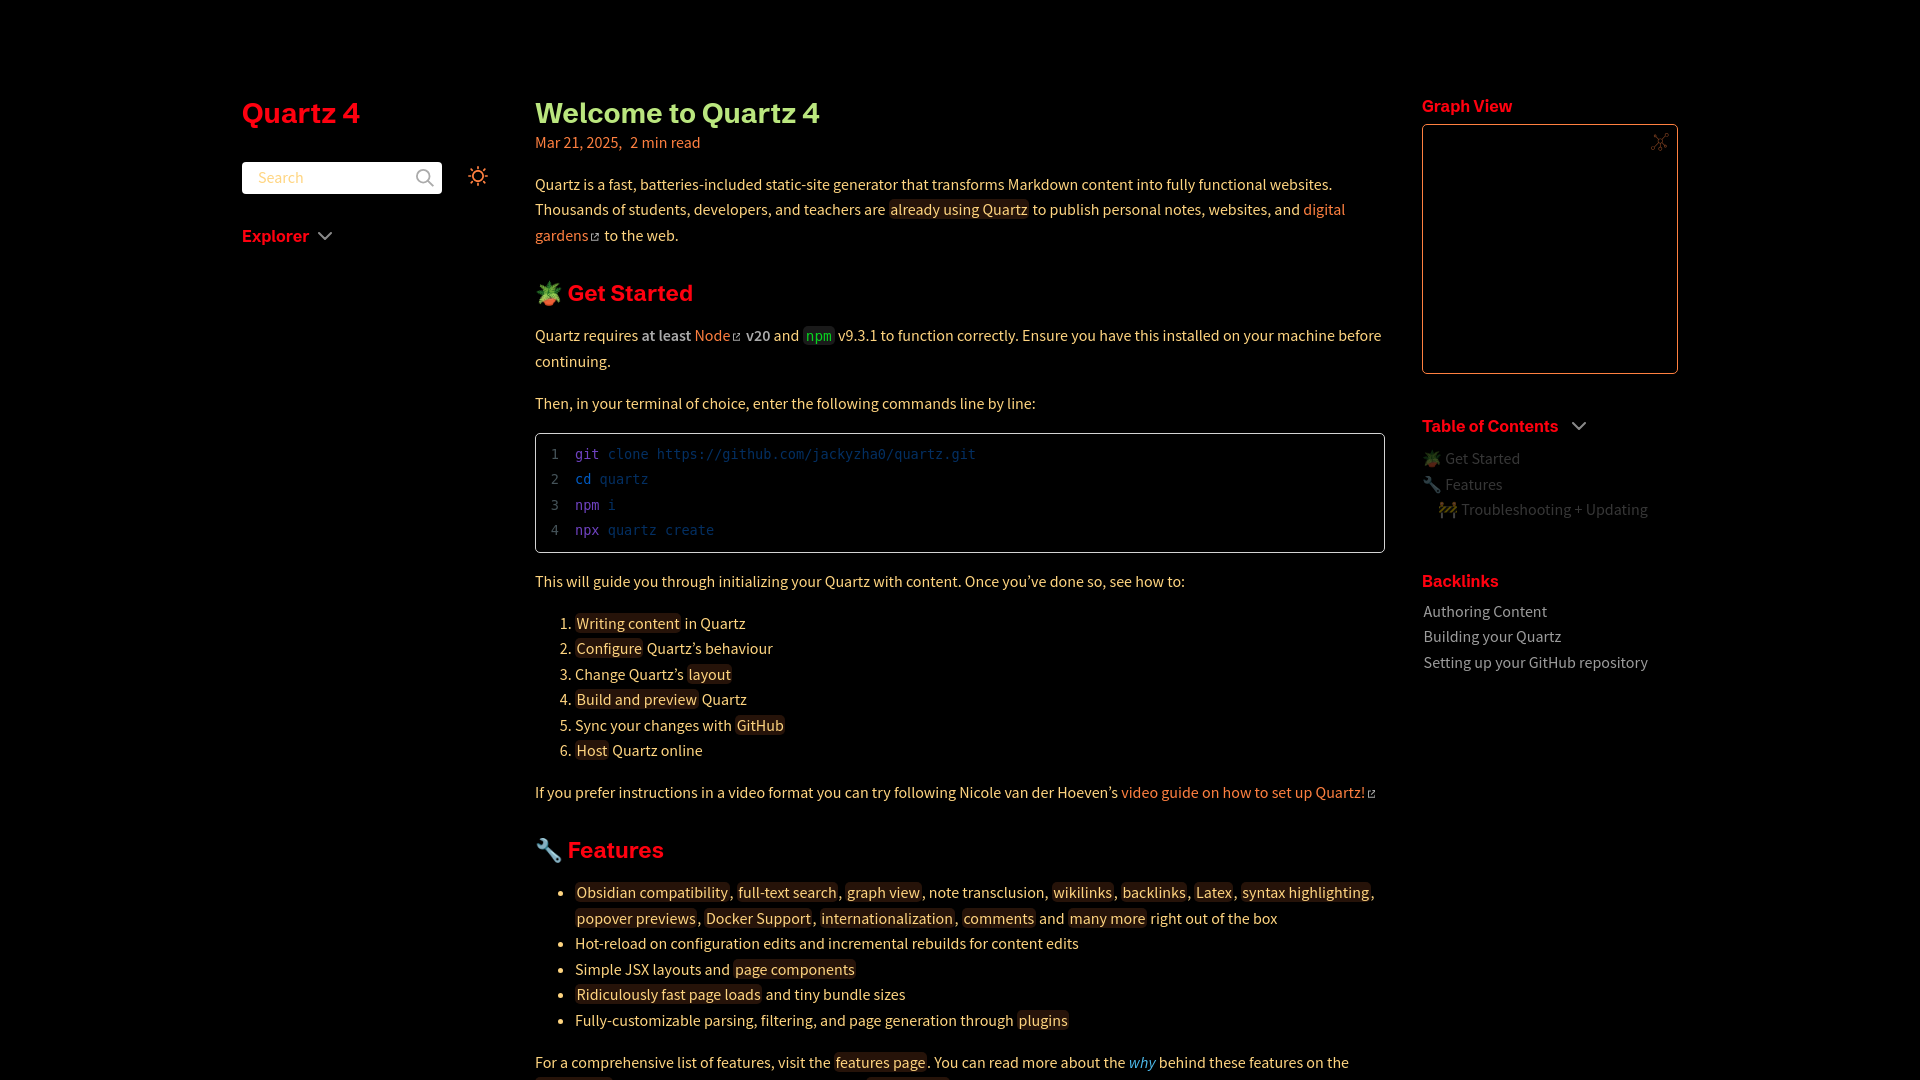 Quartz 4
Search
Explorer
Welcome to Quartz 4
Mar 21, 2025, 2 min read
Quartz is a fast, batteries-included static-site generator that transforms Markdown content into fully functional websites.
Thousands of students, developers, and teachers are already using Quartz to publish personal notes, websites, and digital
gardens to the web.
🪴 Get Started
Quartz requires at least Node v20 and npm v9.3.1 to function correctly. Ensure you have this installed on your machine before
continuing.
Then, in your terminal of choice, enter the following commands line by line:
1 git clone https://github.com/jackyzha0/quartz.git
2 cd quartz
3 npm i
4 npx quartz create
This will guide you through initializing your Quartz with content. Once you’ve done so, see how to:
1. Writing content in Quartz
2. Configure Quartz’s behaviour
3. Change Quartz’s layout
4. Build and preview Quartz
5. Sync your changes with GitHub
6. Host Quartz online
If you prefer instructions in a video format you can try following Nicole van der Hoeven’s video guide on how to set up Quartz!
🔧 Features
• Obsidian compatibility, full-text search, graph view, note transclusion, wikilinks, backlinks, Latex, syntax highlighting,
popover previews, Docker Support, internationalization, comments and many more right out of the box
• Hot-reload on configuration edits and incremental rebuilds for content edits
• Simple JSX layouts and page components
• Ridiculously fast page loads and tiny bundle sizes
• Fully-customizable parsing, filtering, and page generation through plugins
For a comprehensive list of features, visit the features page. You can read more about the why behind these features on the
Graph View
Table of Contents
🪴 Get Started
🔧 Features
🚧 Troubleshooting + Updating
Backlinks
Authoring Content
Building your Quartz
Setting up your GitHub repository